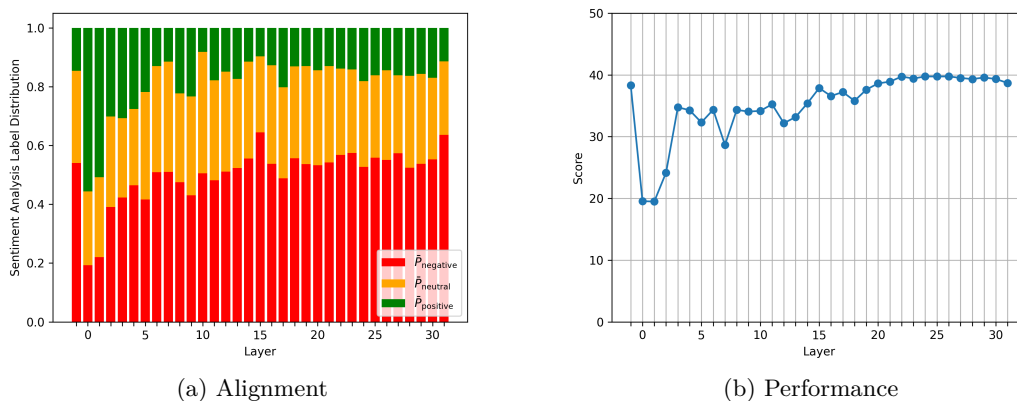 1.0
0.8
0.6
0.4
0.2
0.0
Sentiment Analysis Label Distribution
P̄negative
P̄neutral
P̄positive
0 5 10 15 20 25 30
Layer
(a) Alignment
50
40
30
20
10
0
Score
0 5 10 15 20 25 30
Layer
(b) Performance